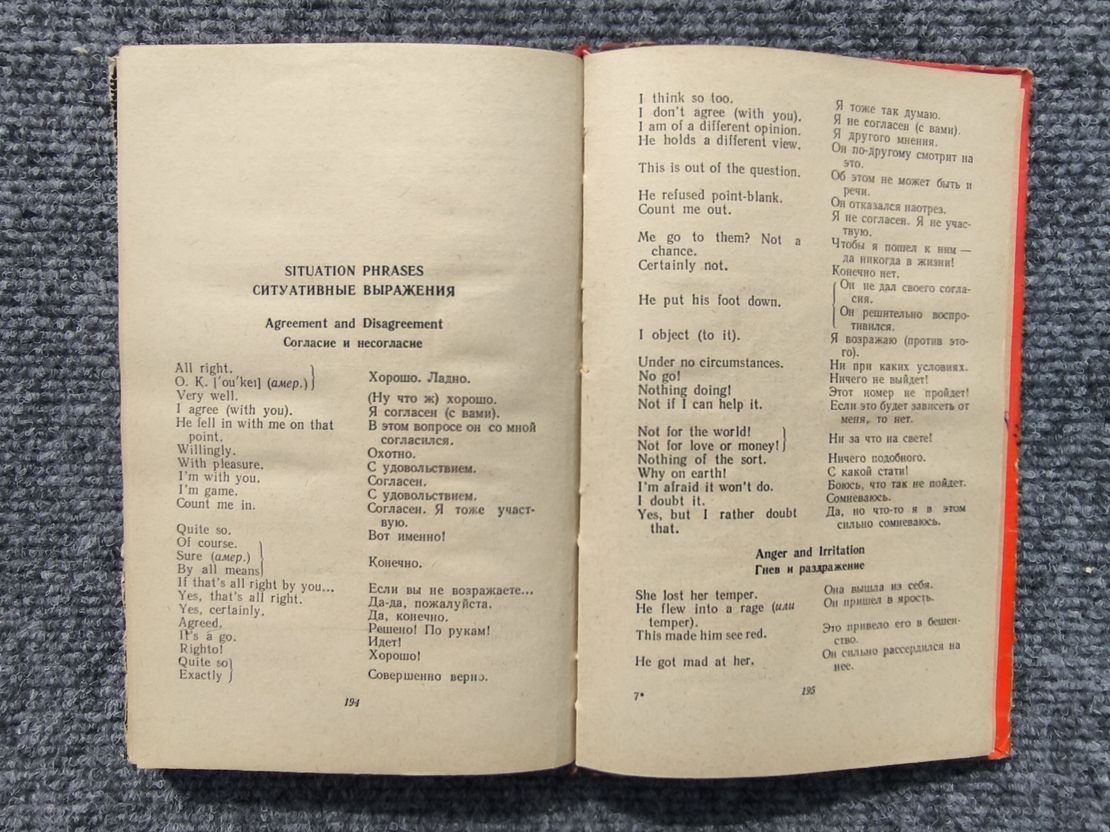 SITUATION PHRASES
СИТУАТИВНЫЕ ВЫРАЖЕНИЯ
Agreement and Disagreement
Согласие и несогласие
All right.
O. K. ['ou'keı] (амер.)
Хорошо. Ладно.
Very well.
(Ну что ж) хорошо.
I agree (with you).
Я согласен (с вами).
He fell in with me on that
point.
В этом вопросе он со мной
согласился.
Willingly.
Охотно.
With pleasure.
С удовольствием.
I'm with you.
Согласен.
I'm game.
С удовольствием.
Count me in.
Согласен. Я тоже участ-
вую.
Quite so.
Вот именно!
Of course.
Sure (амер.)
By all means
Конечно.
If that's all right by you...
Если вы не возражаете...
Yes, that's all right.
Да-да, пожалуйста.
Yes, certainly.
Да, конечно.
Agreed.
Решено! По рукам!
It's a go.
Идет!
Righto!
Хорошо!
Quite so
Exactly
Совершенно верно.
194
I think so too.
Я тоже так думаю.
I don't agree (with you).
Я не согласен (с вами).
I am of a different opinion.
Я другого мнения.
He holds a different view.
Он по-другому смотрит на
это.
This is out of the question.
Об этом не может быть и
речи.
He refused point-blank.
Он отказался наотрез.
Count me out.
Я не согласен. Я не учас-
твую.
Me go to them? Not a
chance.
Чтобы я пошел к ним —
да никогда в жизни!
Certainly not.
Конечно нет.
He put his foot down.
Он не дал своего согла-
сия.
Он решительно воспро-
тивился.
I object (to it).
Я возражаю (против это-
го).
Under no circumstances.
Ни при каких условиях.
No go!
Ничего не выйдет!
Nothing doing!
Этот номер не пройдет!
Not if I can help it.
Если это будет зависеть от
меня, то нет.
Not for the world!
Not for love or money!
Ни за что на свете!
Nothing of the sort.
Ничего подобного.
Why on earth!
С какой стати!
I'm afraid it won't do.
Боюсь, что так не пойдет.
I doubt it.
Сомневаюсь.
Yes, but I rather doubt
that.
Да, но что-то я в этом
сильно сомневаюсь.
Anger and Irritation
Гнев и раздражение
She lost her temper.
Она вышла из себя.
He flew into a rage (или
temper).
Он пришел в ярость.
This made him see red.
Это привело его в бешен-
ство.
He got mad at her.
Он сильно рассердился на
нее.
7*
195